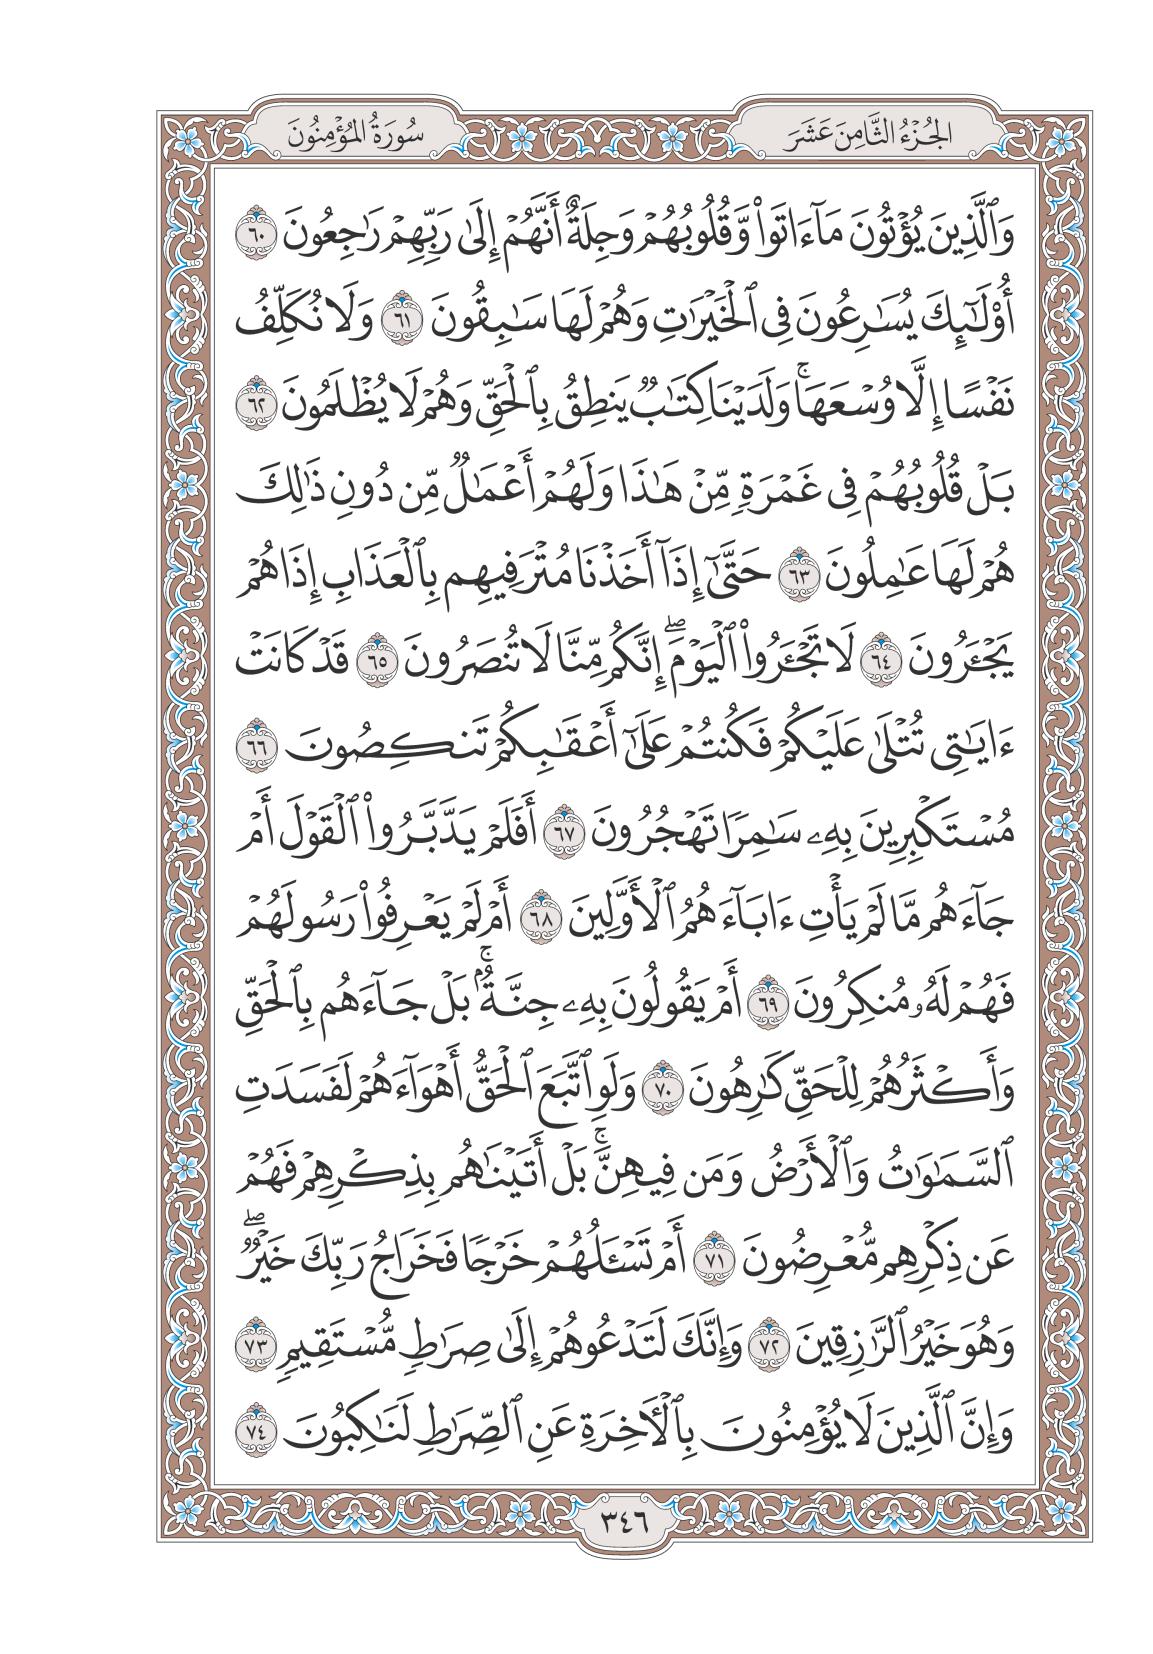 الجُزْءُ الثَّامِنَ عَشَرَ
سُورَةُ المُؤْمِنُونَ
وَٱلَّذِينَ يُؤْتُونَ مَآ ءَاتَوا۟ وَّقُلُوبُهُمْ وَجِلَةٌ أَنَّهُمْ إِلَىٰ رَبِّهِمْ رَٰجِعُونَ ٦٠
أُو۟لَـٰٓئِكَ يُسَـٰرِعُونَ فِى ٱلْخَيْرَٰتِ وَهُمْ لَهَا سَـٰبِقُونَ ٦١ وَلَا نُكَلِّفُ
نَفْسًا إِلَّا وُسْعَهَا ۚ وَلَدَيْنَا كِتَـٰبٌ يَنطِقُ بِٱلْحَقِّ وَهُمْ لَا يُظْلَمُونَ ٦٢
بَلْ قُلُوبُهُمْ فِى غَمْرَةٍ مِّنْ هَـٰذَا وَلَهُمْ أَعْمَـٰلٌ مِّن دُونِ ذَٰلِكَ
هُمْ لَهَا عَـٰمِلُونَ ٦٣ حَتَّىٰٓ إِذَآ أَخَذْنَا مُتْرَفِيهِم بِٱلْعَذَابِ إِذَا هُمْ
يَجْـَٔرُونَ ٦٤ لَا تَجْـَٔرُوا۟ ٱلْيَوْمَ ۖ إِنَّكُم مِّنَّا لَا تُنصَرُونَ ٦٥ قَدْ كَانَتْ
ءَايَـٰتِى تُتْلَىٰ عَلَيْكُمْ فَكُنتُمْ عَلَىٰٓ أَعْقَـٰبِكُمْ تَنكِصُونَ ٦٦
مُسْتَكْبِرِينَ بِهِۦ سَـٰمِرًا تَهْجُرُونَ ٦٧ أَفَلَمْ يَدَّبَّرُوا۟ ٱلْقَوْلَ أَمْ
جَآءَهُم مَّا لَمْ يَأْتِ ءَابَآءَهُمُ ٱلْأَوَّلِينَ ٦٨ أَمْ لَمْ يَعْرِفُوا۟ رَسُولَهُمْ
فَهُمْ لَهُۥ مُنكِرُونَ ٦٩ أَمْ يَقُولُونَ بِهِۦ جِنَّةٌۢ ۚ بَلْ جَآءَهُم بِٱلْحَقِّ
وَأَكْثَرُهُمْ لِلْحَقِّ كَـٰرِهُونَ ٧٠ وَلَوِ ٱتَّبَعَ ٱلْحَقُّ أَهْوَآءَهُمْ لَفَسَدَتِ
ٱلسَّمَـٰوَٰتُ وَٱلْأَرْضُ وَمَن فِيهِنَّ ۚ بَلْ أَتَيْنَـٰهُم بِذِكْرِهِمْ فَهُمْ
عَن ذِكْرِهِم مُّعْرِضُونَ ٧١ أَمْ تَسْـَٔلُهُمْ خَرْجًا فَخَرَاجُ رَبِّكَ خَيْرٌ ۖ
وَهُوَ خَيْرُ ٱلرَّٰزِقِينَ ٧٢ وَإِنَّكَ لَتَدْعُوهُمْ إِلَىٰ صِرَٰطٍ مُّسْتَقِيمٍ ٧٣
وَإِنَّ ٱلَّذِينَ لَا يُؤْمِنُونَ بِٱلْـَٔاخِرَةِ عَنِ ٱلصِّرَٰطِ لَنَـٰكِبُونَ ٧٤
٣٤٦